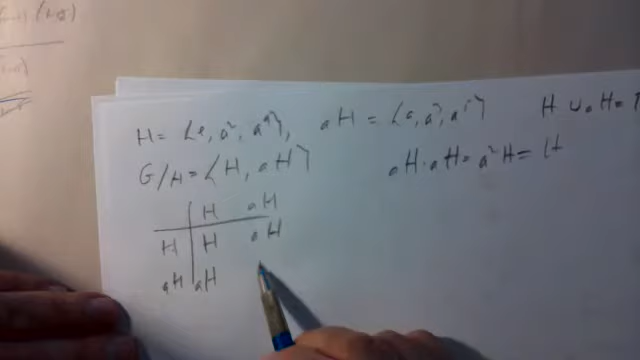 H = {e, a², a⁴}, aH = {a, a³, a⁵} H ∪ aH =
G/H = {H, aH} aH · aH = a²H = H
H aH
H H aH
aH aH